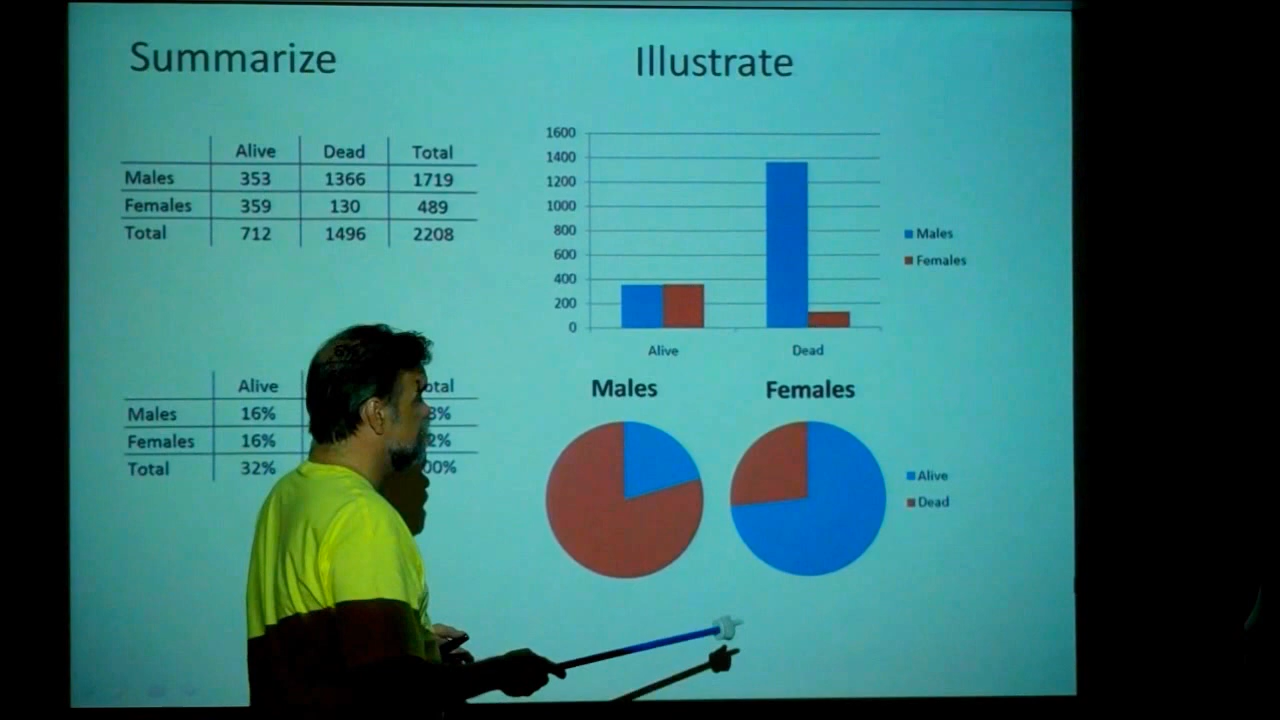 Summarize
Alive Dead Total
Males 353 1366 1719
Females 359 130 489
Total 712 1496 2208
Alive
Males 16%
Females 16%
Total 32%
Illustrate
1600
1400
1200
1000
800
600
400
200
0
Alive Dead
Males
Females
Males Females
Alive
Dead